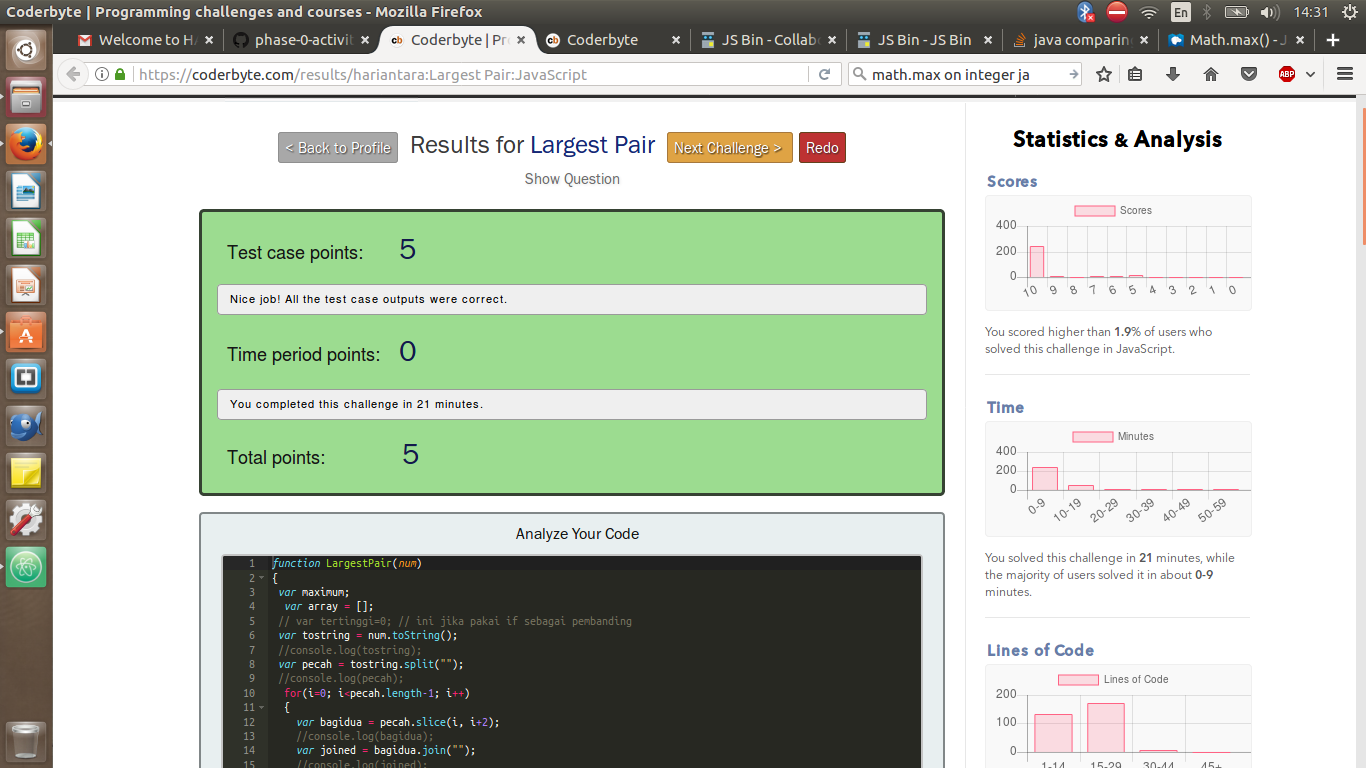 Coderbyte | Programming challenges and courses - Mozilla Firefox
En
14:31
Welcome to Ha
phase-0-activit
cb
Coderbyte | Pr
cb
Coderbyte
JS Bin - Collab
JS Bin - JS Bin
java comparin
Math.max() - J
https://coderbyte.com/results/hariantara:Largest Pair:JavaScript
math.max on integer ja
ABP
< Back to Profile
Results for Largest Pair
Next Challenge >
Redo
Show Question
Test case points: 5
Nice job! All the test case outputs were correct.
Time period points: 0
You completed this challenge in 21 minutes.
Total points: 5
Analyze Your Code
1 function LargestPair(num)
2 {
3 var maximum;
4 var array = [];
5 // var tertinggi=0; // ini jika pakai if sebagai pembanding
6 var tostring = num.toString();
7 //console.log(tostring);
8 var pecah = tostring.split("");
9 //console.log(pecah);
10 for(i=0; i<pecah.length-1; i++)
11 {
12 var bagidua = pecah.slice(i, i+2);
13 //console.log(bagidua);
14 var joined = bagidua.join("");
15 //console.log(joined);
Statistics & Analysis
Scores
Scores
400
200
0
10 9 8 7 6 5 4 3 2 1 0
You scored higher than 1.9% of users who
solved this challenge in JavaScript.
Time
Minutes
400
200
0
0-9 10-19 20-29 30-39 40-49 50-59
You solved this challenge in 21 minutes, while
the majority of users solved it in about 0-9
minutes.
Lines of Code
Lines of Code
200
100
0
1-14 15-29 30-44 45+